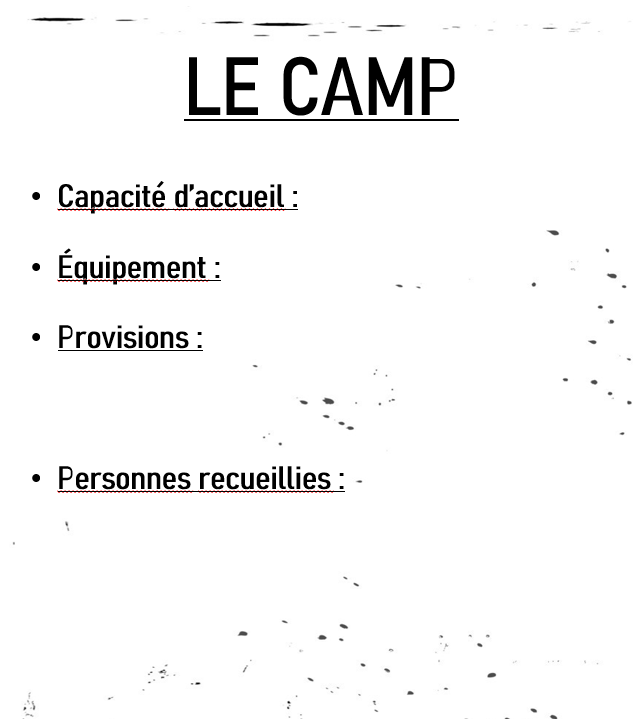 LE CAMP
• Capacité d’accueil :
• Équipement :
• Provisions :
• Personnes recueillies :